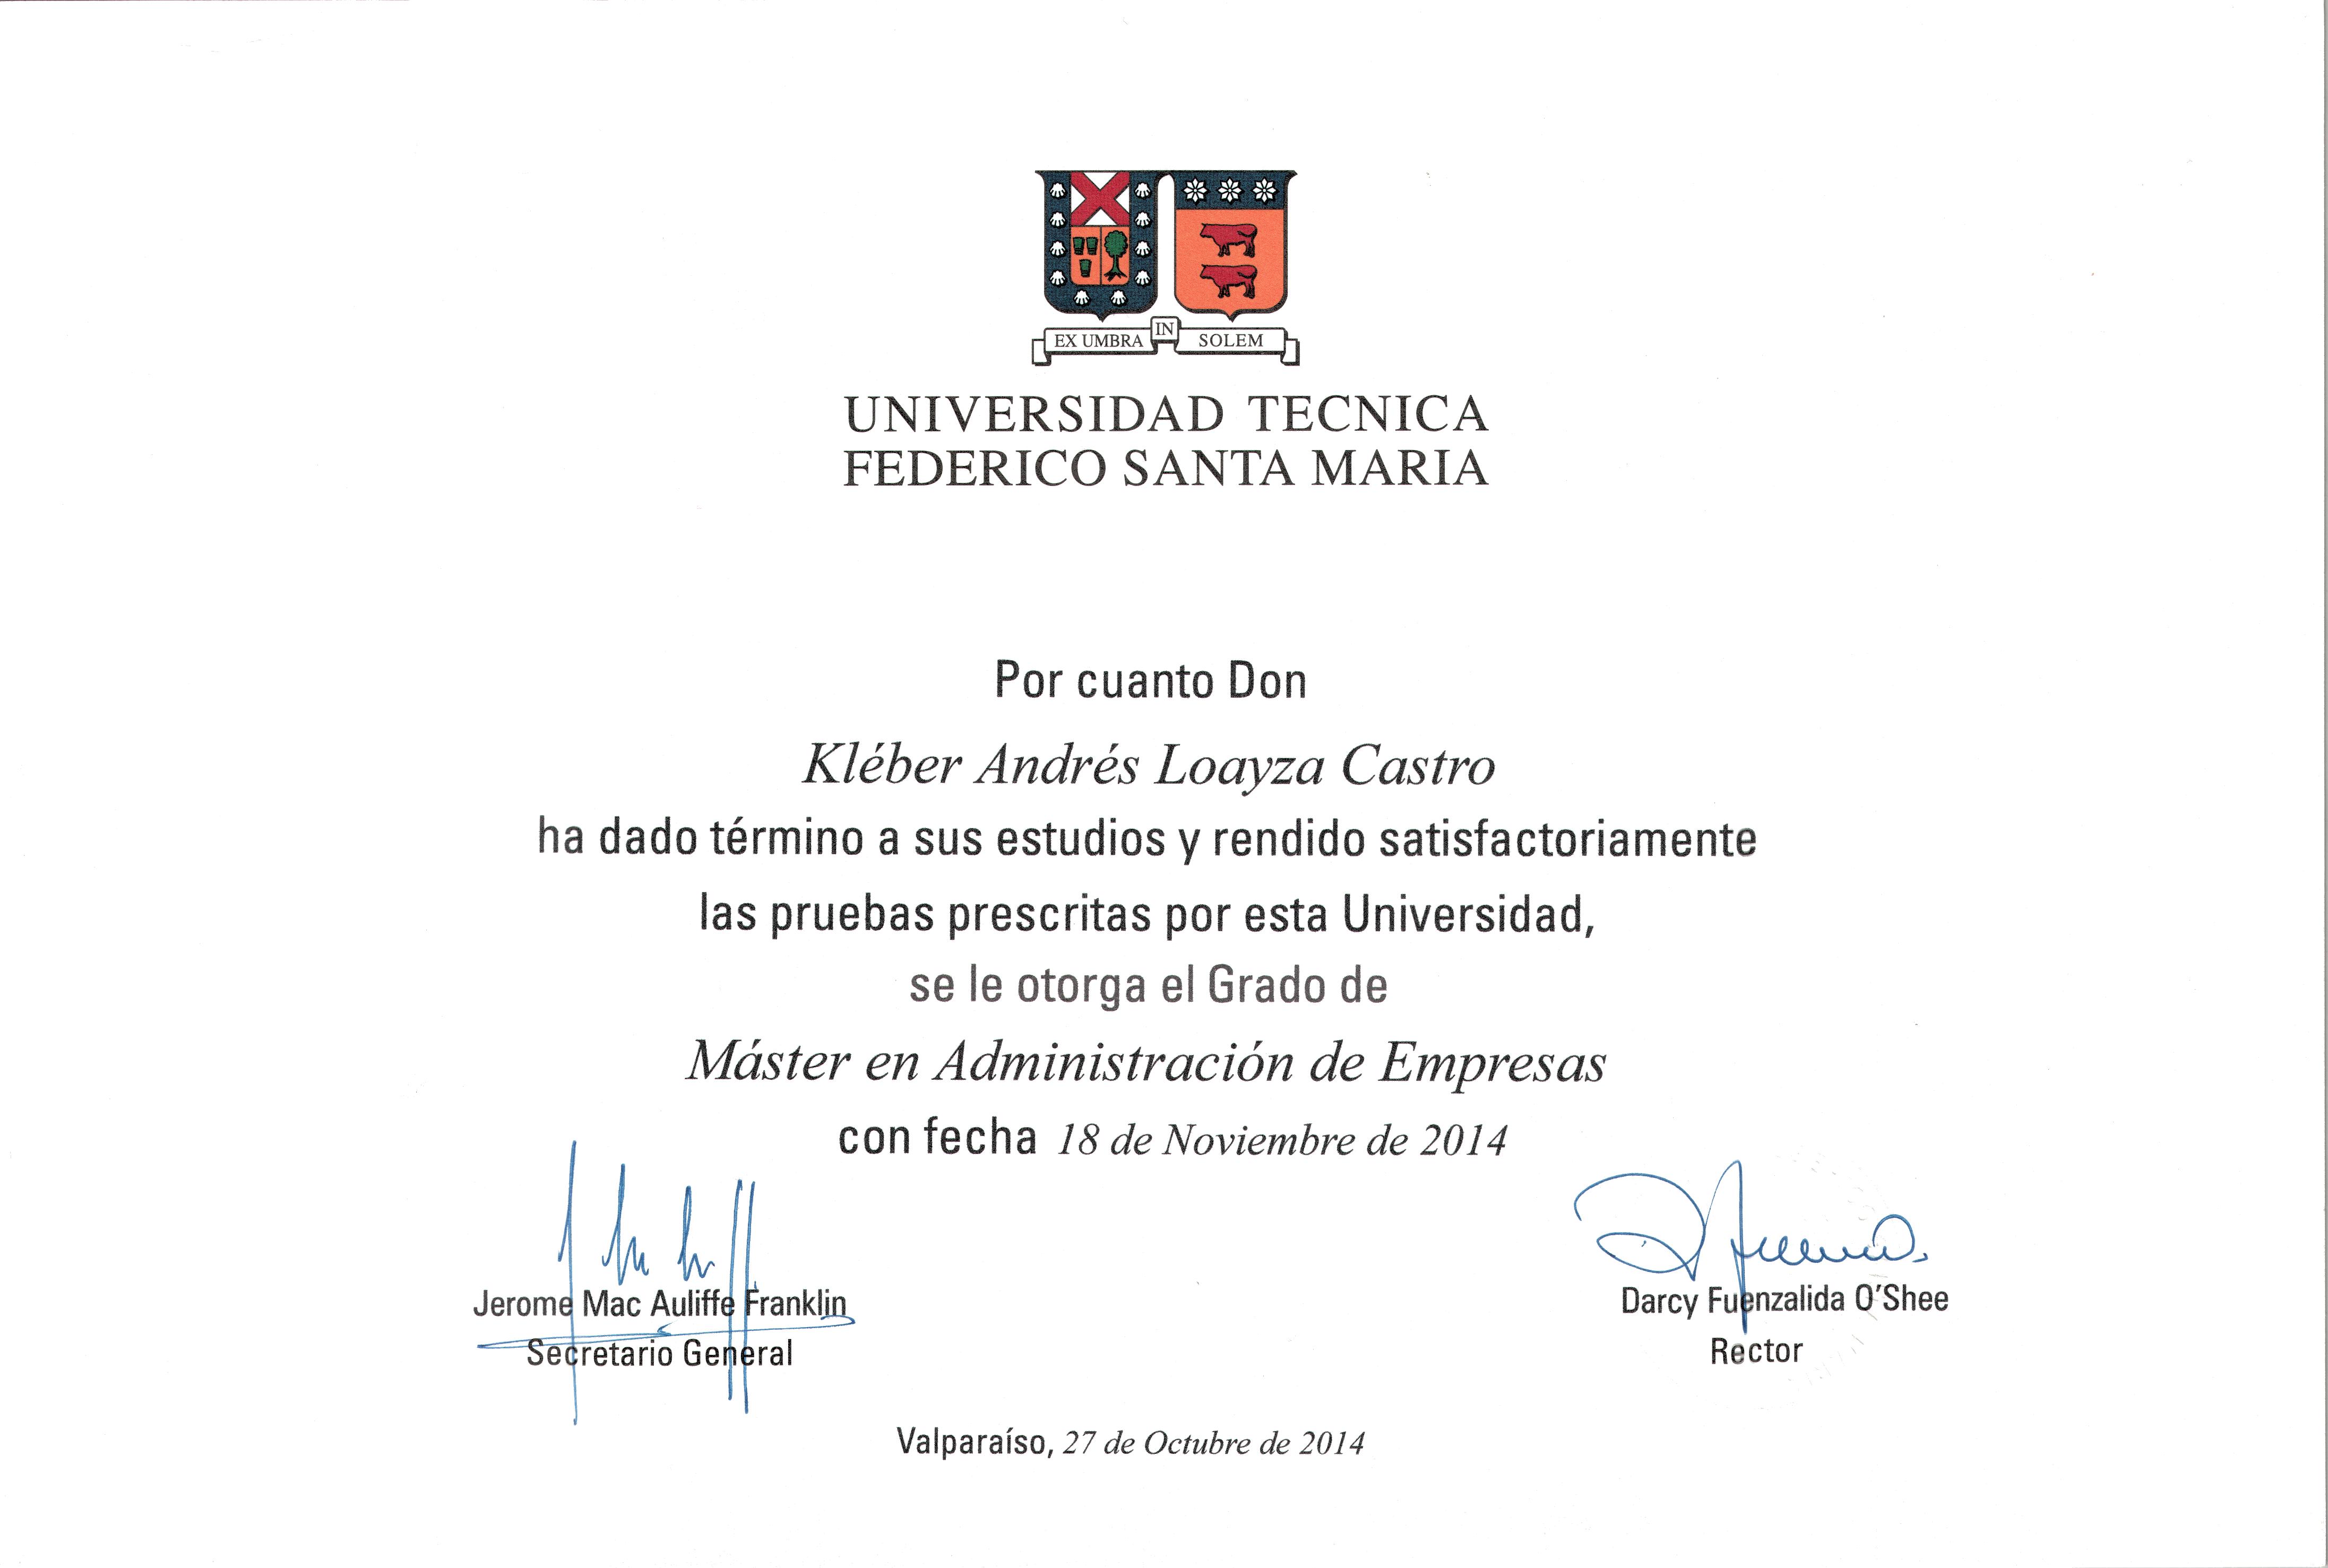 EX UMBRA IN SOLEM
UNIVERSIDAD TECNICA
FEDERICO SANTA MARIA
Por cuanto Don
Kléber Andrés Loayza Castro
ha dado término a sus estudios y rendido satisfactoriamente
las pruebas prescritas por esta Universidad,
se le otorga el Grado de
Máster en Administración de Empresas
con fecha 18 de Noviembre de 2014
Jerome Mac Auliffe Franklin
Secretario General
Darcy Fuenzalida O'Shee
Rector
Valparaíso, 27 de Octubre de 2014